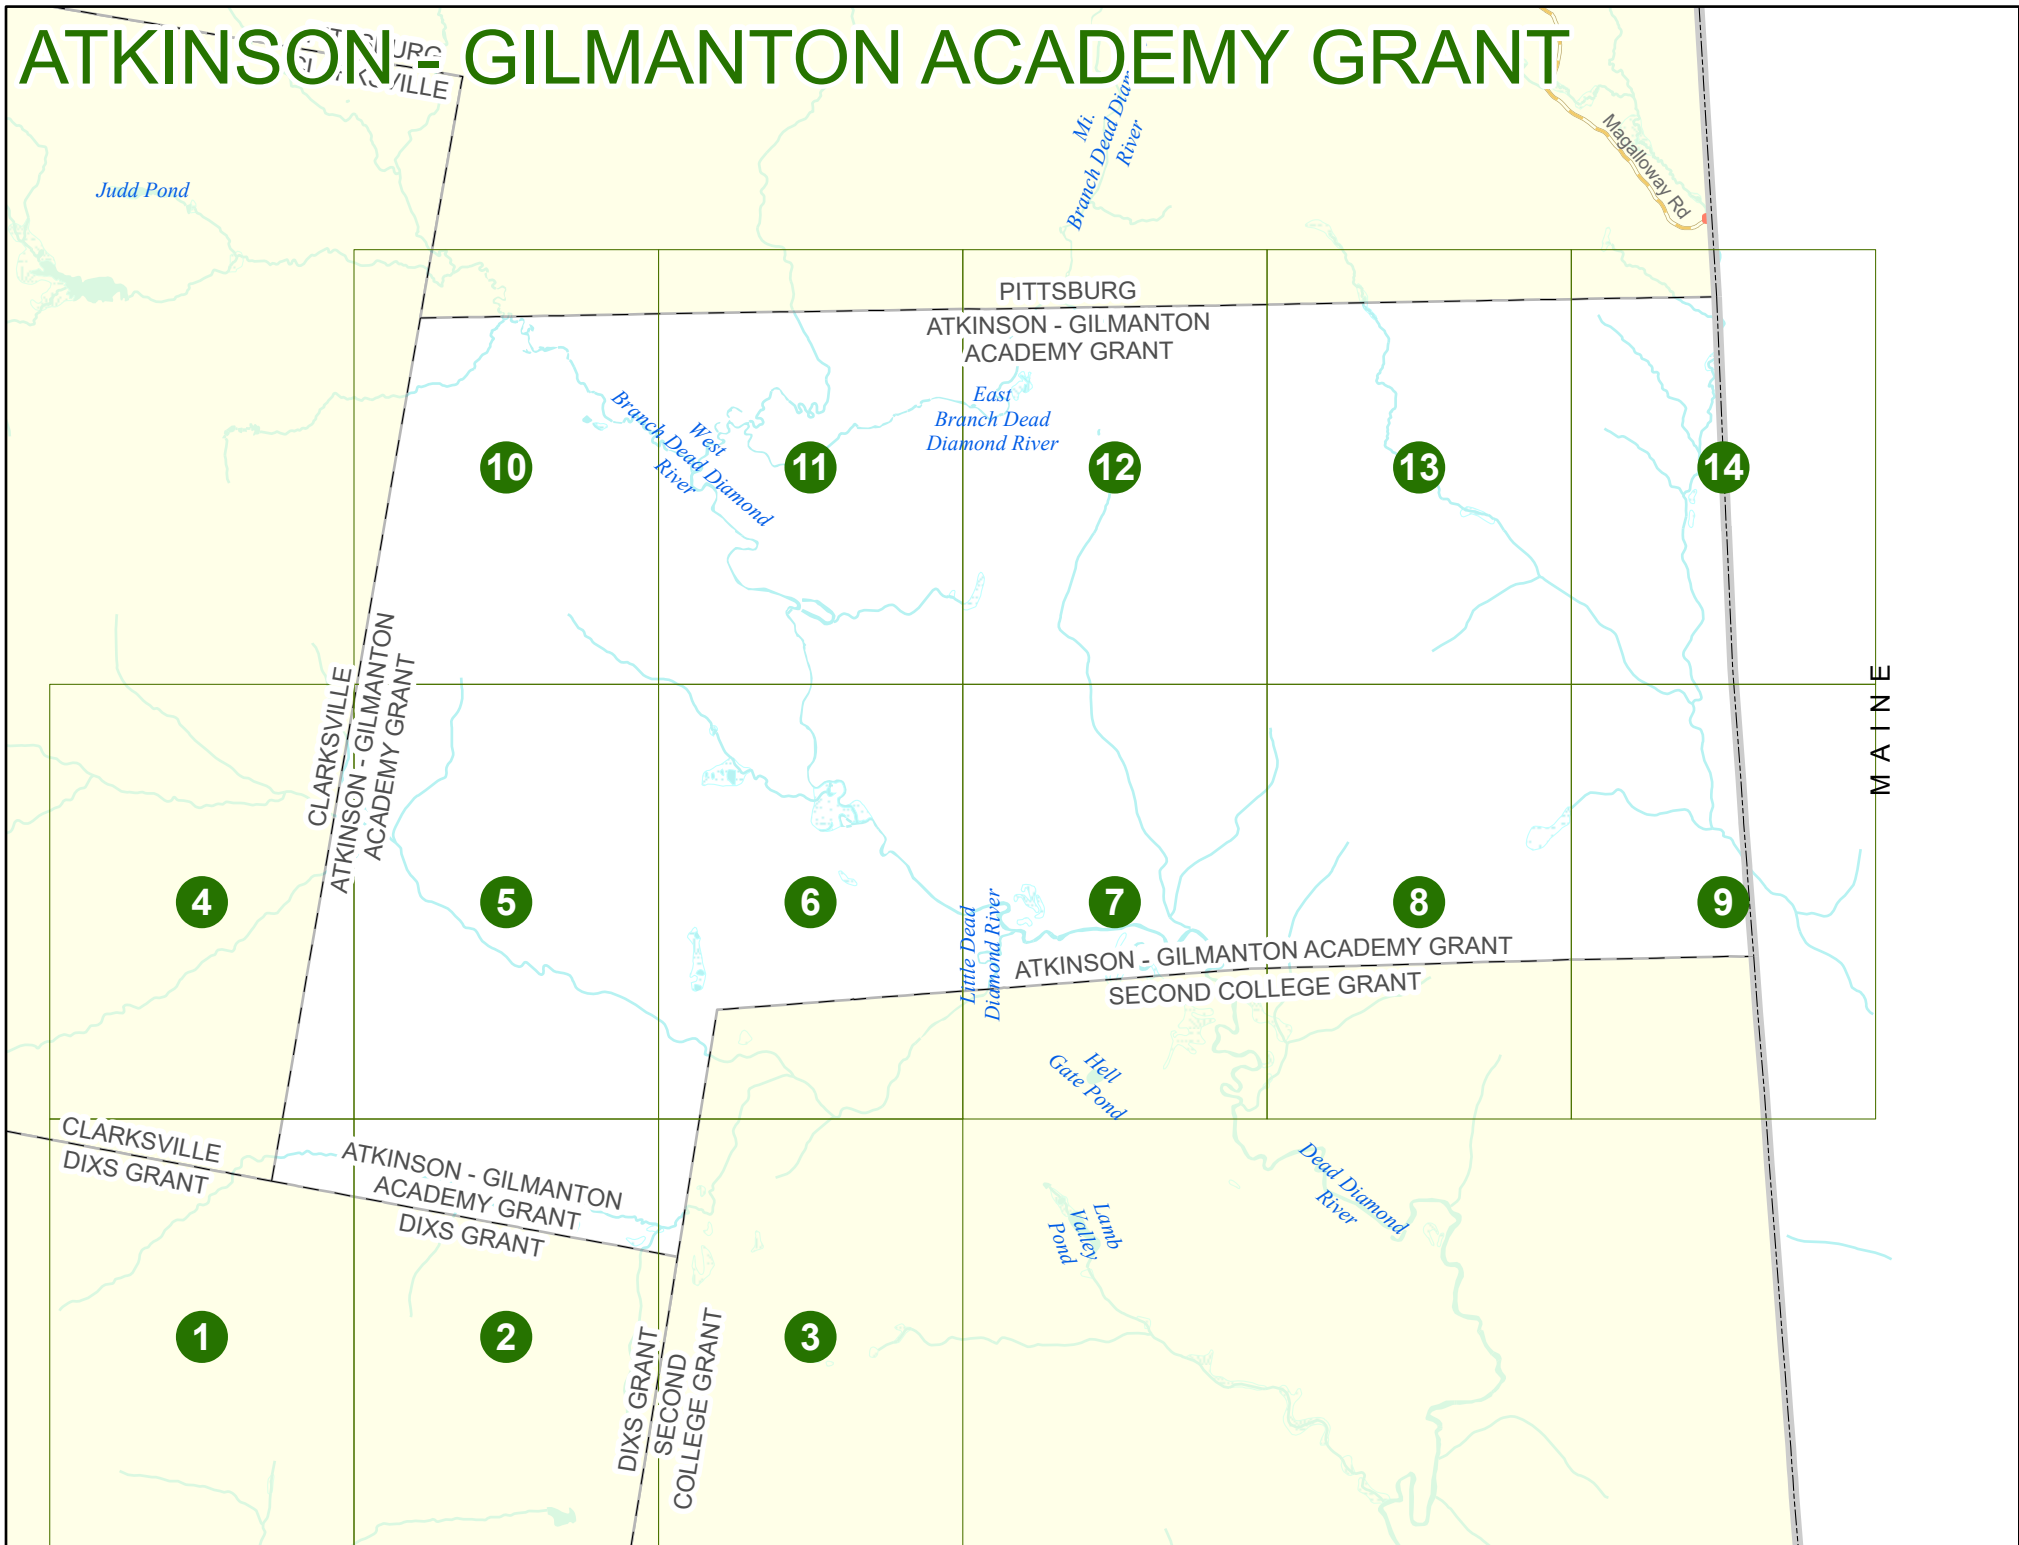 ATKINSON - GILMANTON ACADEMY GRANT
CLARKSVILLE
Mi.
Branch Dead Diam
River
Magalloway Rd
Judd Pond
PITTSBURG
ATKINSON - GILMANTON
ACADEMY GRANT
East
Branch Dead
Diamond River
West
Branch Dead Diamond
River
10
11
12
13
14
CLARKSVILLE
ATKINSON - GILMANTON
ACADEMY GRANT
MAINE
4
5
6
7
8
9
Little Dead
Diamond River
ATKINSON - GILMANTON ACADEMY GRANT
SECOND COLLEGE GRANT
Hell
Gate Pond
CLARKSVILLE
DIXS GRANT
ATKINSON - GILMANTON
ACADEMY GRANT
DIXS GRANT
Dead Diamond
River
Lamb
Valley
Pond
1
2
3
DIXS GRANT
SECOND
COLLEGE GRANT